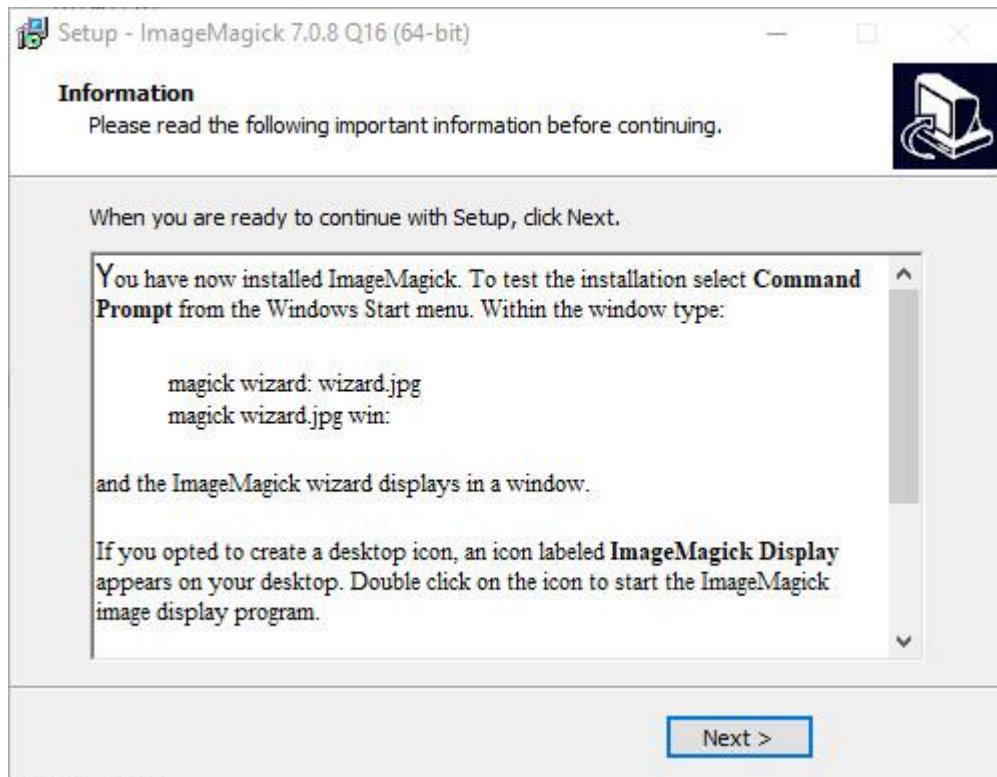 Setup - ImageMagick 7.0.8 Q16 (64-bit)
Information
Please read the following important information before continuing.
When you are ready to continue with Setup, click Next.
You have now installed ImageMagick. To test the installation select Command
Prompt from the Windows Start menu. Within the window type:
magick wizard: wizard.jpg
magick wizard.jpg win:
and the ImageMagick wizard displays in a window.
If you opted to create a desktop icon, an icon labeled ImageMagick Display
appears on your desktop. Double click on the icon to start the ImageMagick
image display program.
Next >